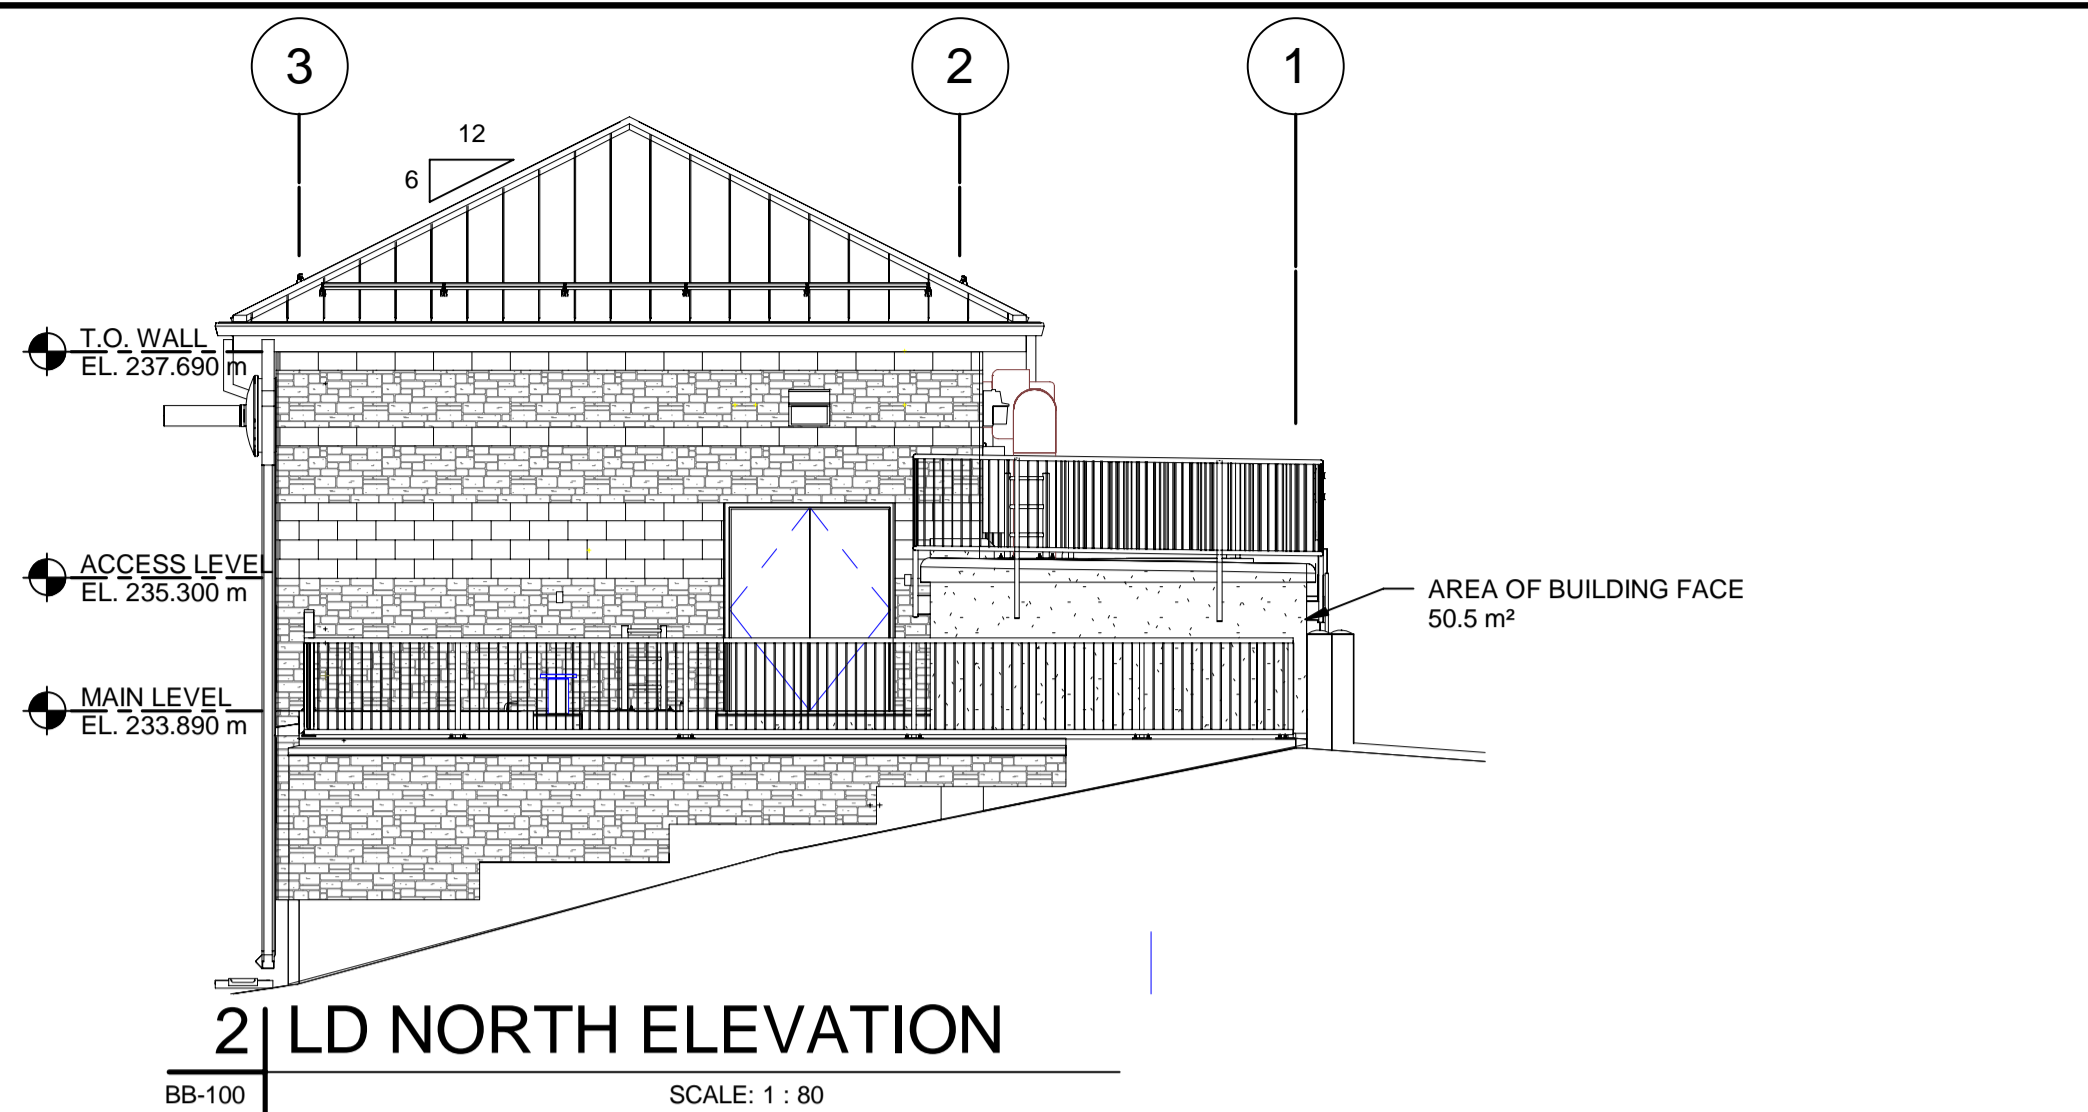 3
2
1
12
6
T.O. WALL
EL. 237.690 m
ACCESS LEVEL
EL. 235.300 m
AREA OF BUILDING FACE
50.5 m²
MAIN LEVEL
EL. 233.890 m
2 LD NORTH ELEVATION
BB-100 SCALE: 1 : 80